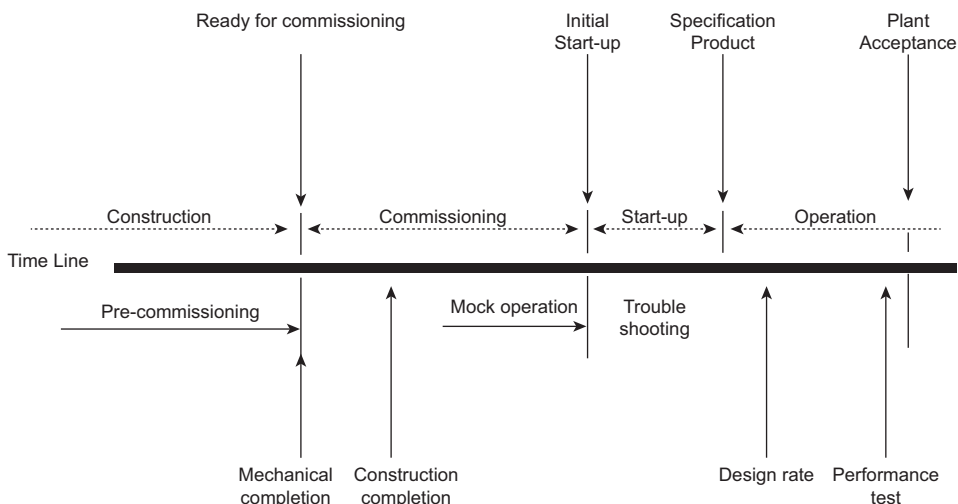 Ready for commissioning
Initial
Start-up
Specification
Product
Plant
Acceptance
Construction
Commissioning
Start-up
Operation
Time Line
Pre-commissioning
Mock operation
Trouble
shooting
Mechanical
completion
Construction
completion
Design rate
Performance
test